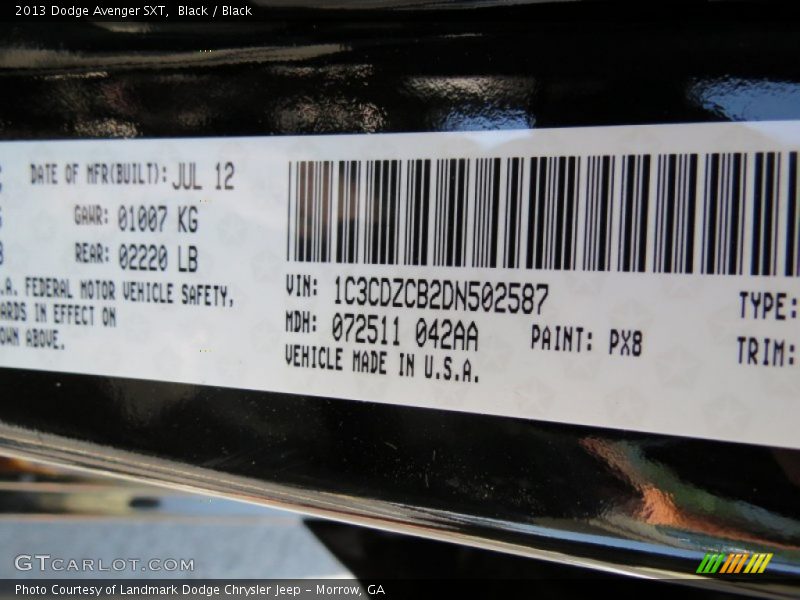 2013 Dodge Avenger SXT, Black / Black
DATE OF MFR(BUILT): JUL 12
GAWR: 01007 KG
REAR: 02220 LB
.A. FEDERAL MOTOR VEHICLE SAFETY,
ARDS IN EFFECT ON
OWN ABOVE.
VIN: 1C3CDZCB2DN502587
MDH: 072511 042AA
PAINT: PX8
VEHICLE MADE IN U.S.A.
TYPE:
TRIM:
GTCARLOT.COM
Photo Courtesy of Landmark Dodge Chrysler Jeep - Morrow, GA